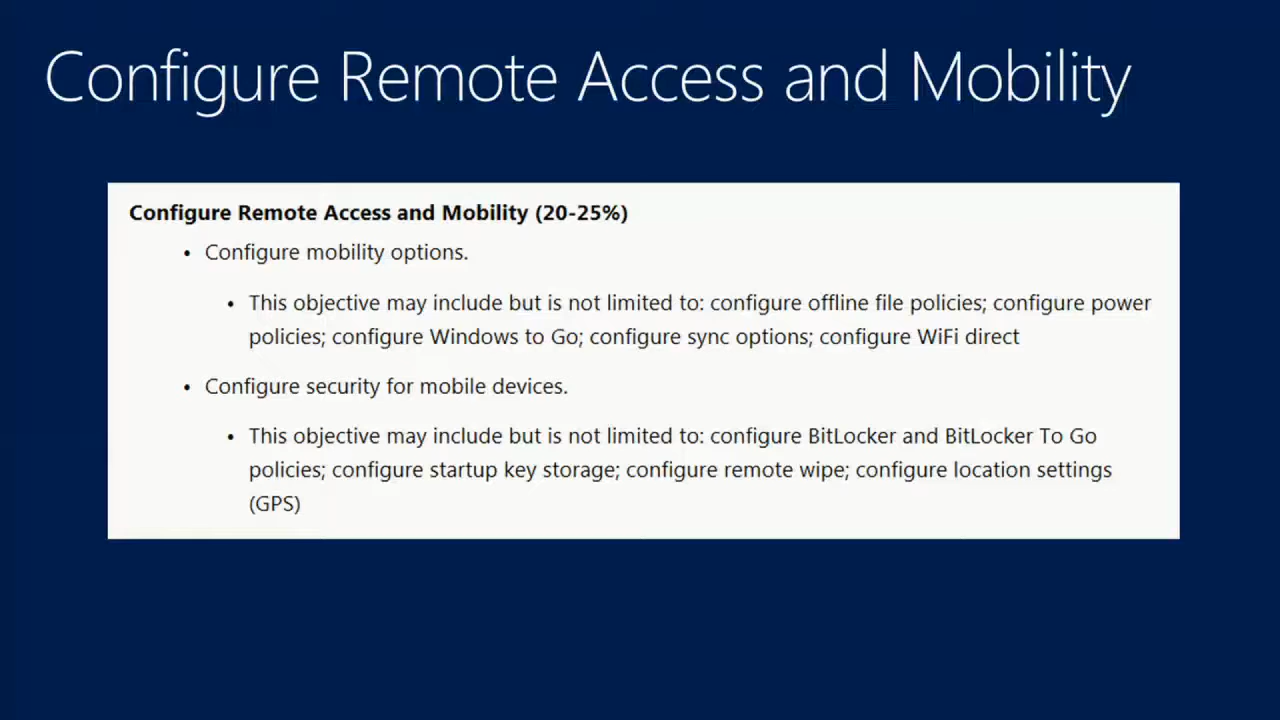 Configure Remote Access and Mobility
Configure Remote Access and Mobility (20-25%)
• Configure mobility options.
• This objective may include but is not limited to: configure offline file policies; configure power
policies; configure Windows to Go; configure sync options; configure WiFi direct
• Configure security for mobile devices.
• This objective may include but is not limited to: configure BitLocker and BitLocker To Go
policies; configure startup key storage; configure remote wipe; configure location settings
(GPS)